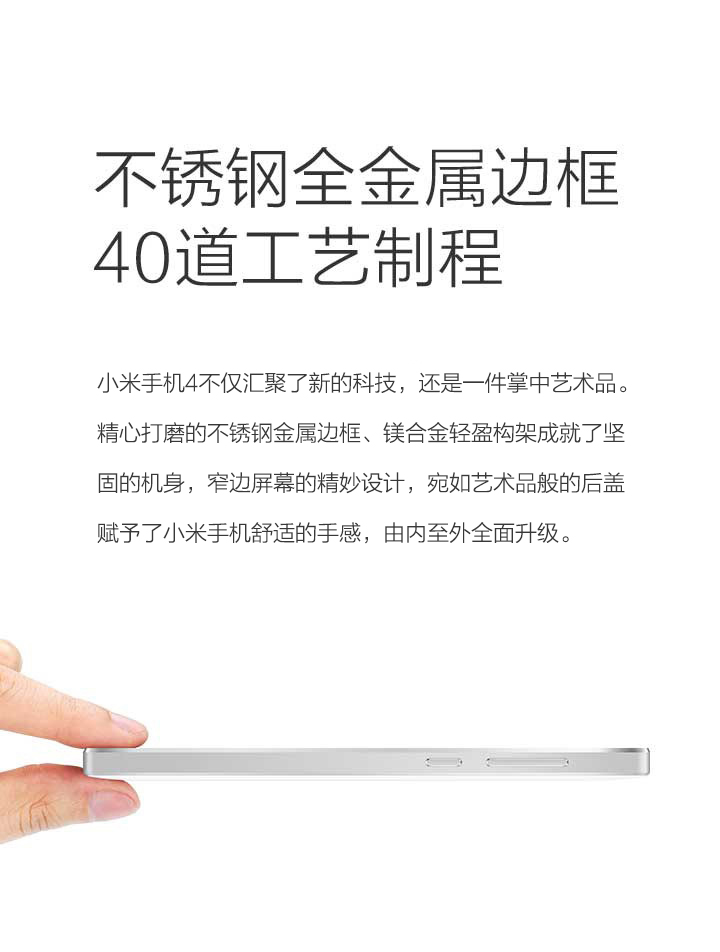 不锈钢全金属边框
40道工艺制程
小米手机4不仅汇聚了新的科技，还是一件掌中艺术品。
精心打磨的不锈钢金属边框、镁合金轻盈构架成就了坚
固的机身，窄边屏幕的精妙设计，宛如艺术品般的后盖
赋予了小米手机舒适的手感，由内至外全面升级。